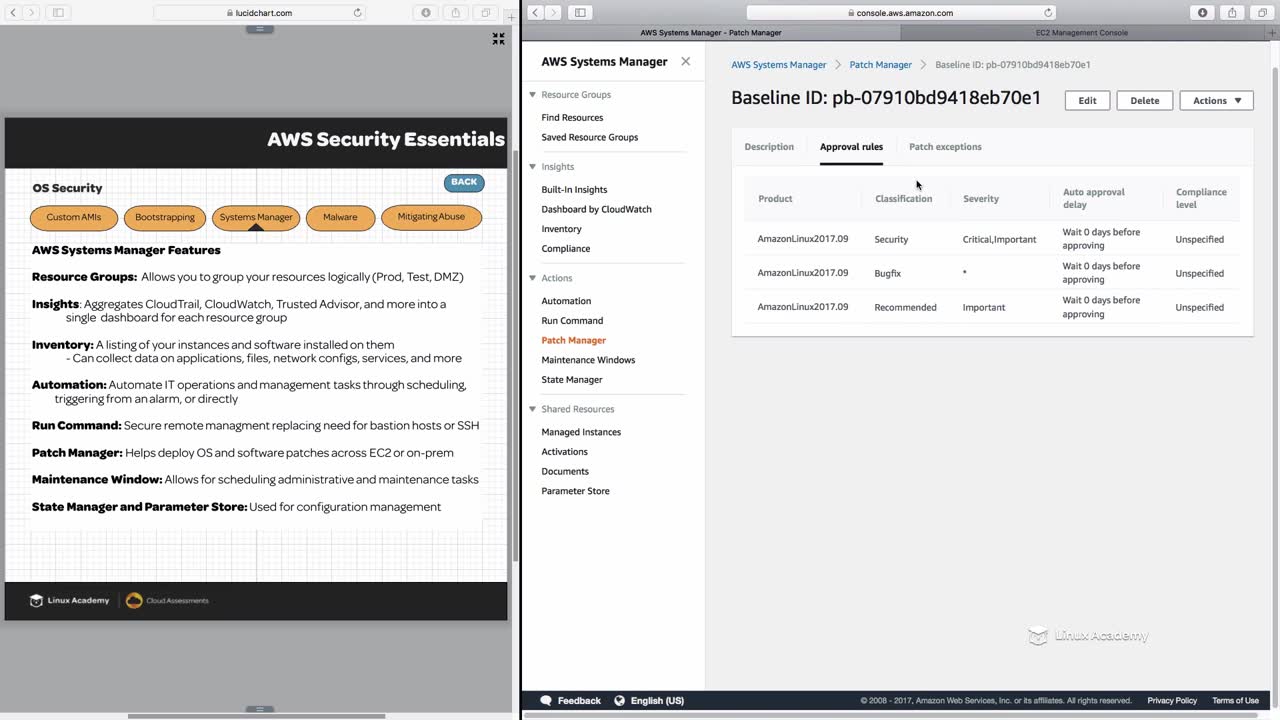 lucidchart.com
AWS Security Essentials
OS Security
BACK
Custom AMIs
Bootstrapping
Systems Manager
Malware
Mitigating Abuse
AWS Systems Manager Features
Resource Groups: Allows you to group your resources logically (Prod, Test, DMZ)
Insights: Aggregates CloudTrail, CloudWatch, Trusted Advisor, and more into a
single dashboard for each resource group
Inventory: A listing of your instances and software installed on them
- Can collect data on applications, files, network configs, services, and more
Automation: Automate IT operations and management tasks through scheduling,
triggering from an alarm, or directly
Run Command: Secure remote managment replacing need for bastion hosts or SSH
Patch Manager: Helps deploy OS and software patches across EC2 or on-prem
Maintenance Window: Allows for scheduling administrative and maintenance tasks
State Manager and Parameter Store: Used for configuration management
Linux Academy
Cloud Assessments
console.aws.amazon.com
AWS Systems Manager - Patch Manager
EC2 Management Console
AWS Systems Manager
Resource Groups
Find Resources
Saved Resource Groups
Insights
Built-In Insights
Dashboard by CloudWatch
Inventory
Compliance
Actions
Automation
Run Command
Patch Manager
Maintenance Windows
State Manager
Shared Resources
Managed Instances
Activations
Documents
Parameter Store
AWS Systems Manager > Patch Manager > Baseline ID: pb-07910bd9418eb70e1
Baseline ID: pb-07910bd9418eb70e1
Edit
Delete
Actions
Description
Approval rules
Patch exceptions
Product Classification Severity Auto approval delay Compliance level
AmazonLinux2017.09 Security Critical,Important Wait 0 days before approving Unspecified
AmazonLinux2017.09 Bugfix * Wait 0 days before approving Unspecified
AmazonLinux2017.09 Recommended Important Wait 0 days before approving Unspecified
Linux Academy
Feedback
English (US)
© 2008 - 2017, Amazon Web Services, Inc. or its affiliates. All rights reserved.
Privacy Policy
Terms of Use